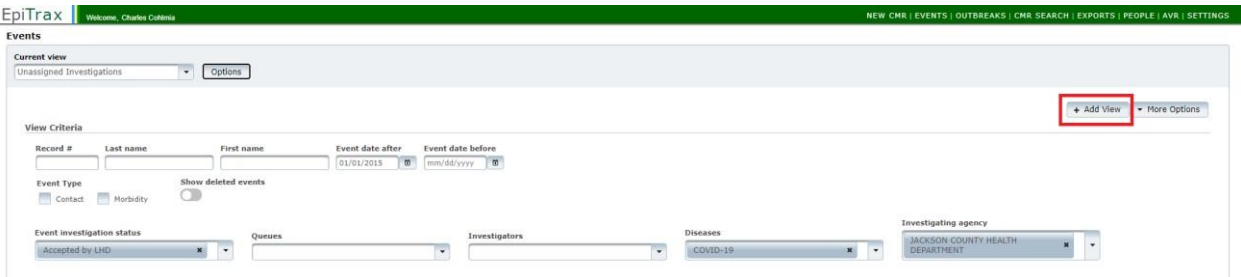 EpiTrax Welcome, Charles Cohlmia NEW CMR | EVENTS | OUTBREAKS | CMR SEARCH | EXPORTS | PEOPLE | AVR | SETTINGS
Events
Current view
Unassigned Investigations Options
+ Add View More Options
View Criteria
Record # Last name First name Event date after Event date before
01/01/2015 mm/dd/yyyy
Event Type Show deleted events
Contact Morbidity
Event investigation status Queues Investigators Diseases Investigating agency
Accepted by LHD × COVID-19 × JACKSON COUNTY HEALTH ×
DEPARTMENT